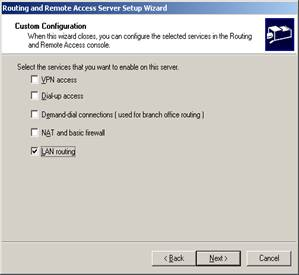 Routing and Remote Access Server Setup Wizard
Custom Configuration
When this wizard closes, you can configure the selected services in the Routing
and Remote Access console.
Select the services that you want to enable on this server.
VPN access
Dial-up access
Demand-dial connections ( used for branch office routing )
NAT and basic firewall
LAN routing
< Back
Next >
Cancel